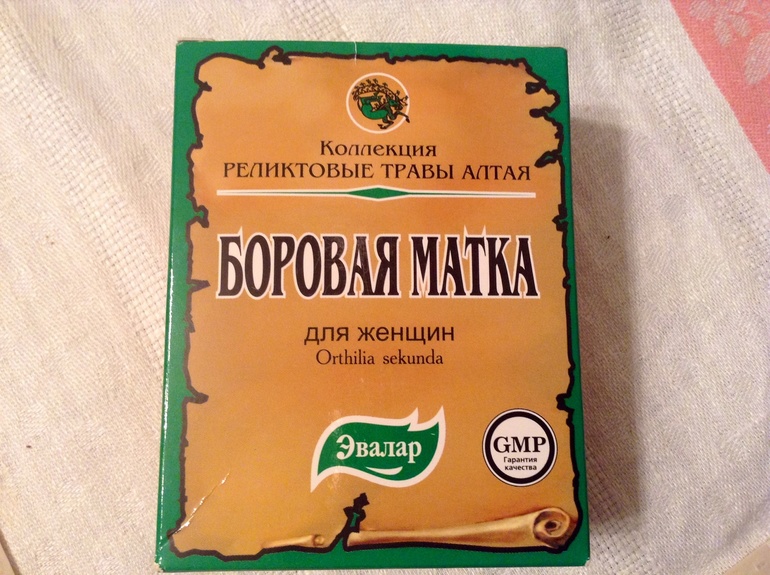 Коллекция
РЕЛИКТОВЫЕ ТРАВЫ АЛТАЯ
БОРОВАЯ МАТКА
для женщин
Orthilia sekunda
Эвалар
GMP
Гарантия
качества